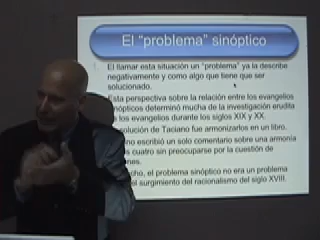 El “problema” sinóptico
El llamar esta situación un “problema” ya la describe
negativamente y como algo que tiene que ser
solucionado.
Esta perspectiva sobre la relación entre los evangelios
sinópticos determinó mucha de la investigación erudita
los evangelios durante los siglos XIX y XX.
solución de Taciano fue armonizarlos en un libro.
no escribió un solo comentario sobre una armonía
cuatro sin preocuparse por la cuestión de
nes.
cho, el problema sinóptico no era un problema
el surgimiento del racionalismo del siglo XVIII.